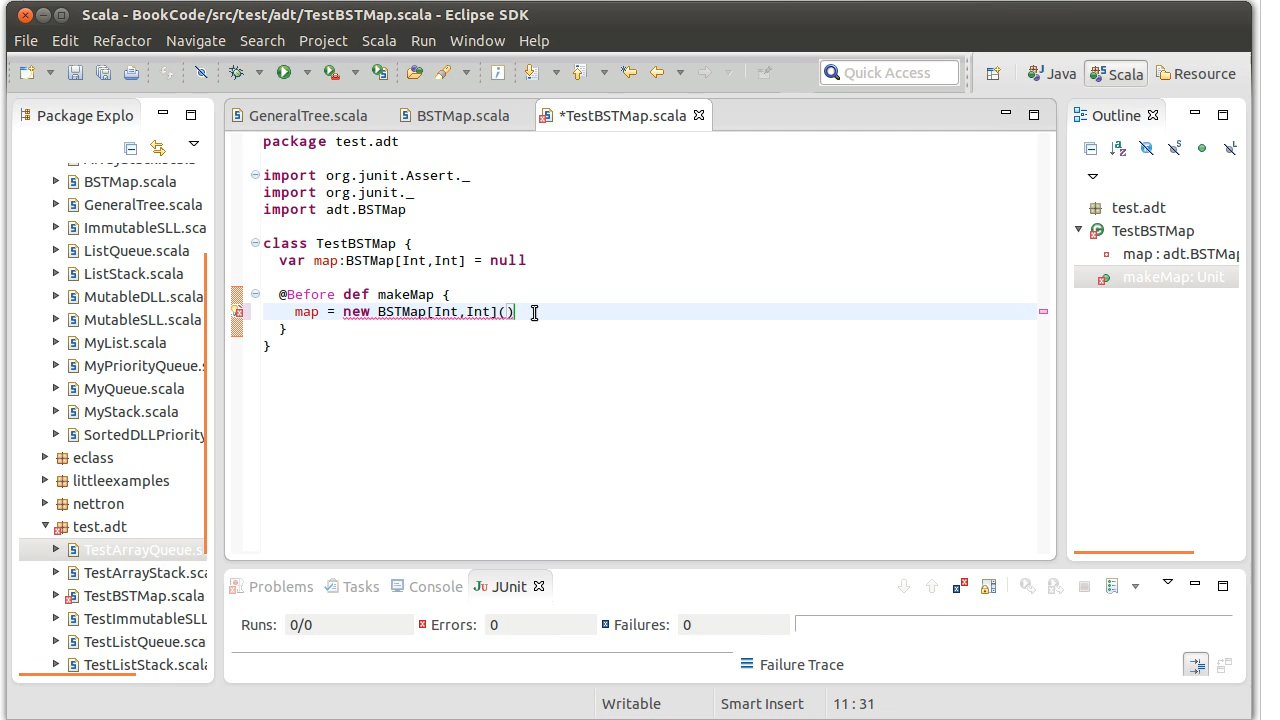 Scala - BookCode/src/test/adt/TestBSTMap.scala - Eclipse SDK
File Edit Refactor Navigate Search Project Scala Run Window Help
Quick Access Java Scala Resource
Package Explo
BSTMap.scala
GeneralTree.scala
ImmutableSLL.sca
ListQueue.scala
ListStack.scala
MutableDLL.scala
MutableSLL.scala
MyList.scala
MyPriorityQueue.s
MyQueue.scala
MyStack.scala
SortedDLLPriority
eclass
littleexamples
nettron
test.adt
TestArrayQueue.s
TestArrayStack.sca
TestBSTMap.scala
TestImmutableSLL
TestListQueue.sca
TestListStack.scala
GeneralTree.scala BSTMap.scala *TestBSTMap.scala
package test.adt
import org.junit.Assert._
import org.junit._
import adt.BSTMap
class TestBSTMap {
var map:BSTMap[Int,Int] = null
@Before def makeMap {
map = new BSTMap[Int,Int]()
}
}
Outline
test.adt
TestBSTMap
map : adt.BSTMap
makeMap: Unit
Problems Tasks Console JUnit
Runs: 0/0 Errors: 0 Failures: 0
Failure Trace
Writable Smart Insert 11 : 31